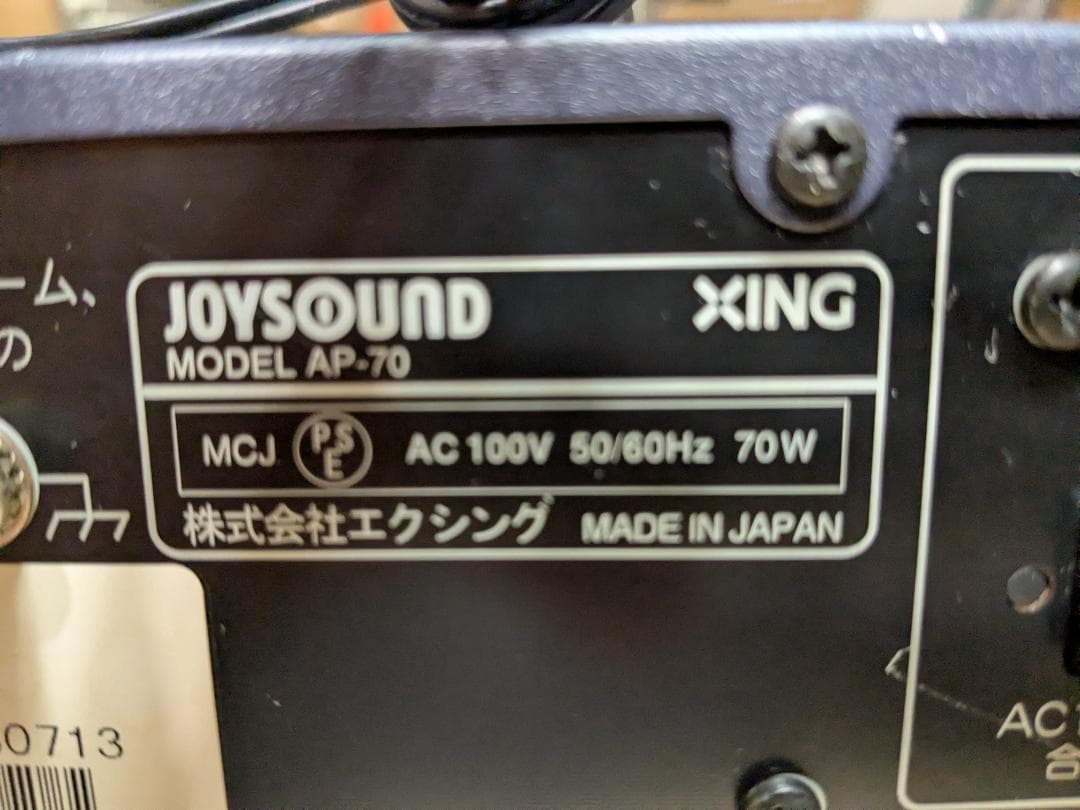 ーム、
の
JOYSOUND XING
MODEL AP-70
MCJ PSE AC 100V 50/60Hz 70W
株式会社エクシング MADE IN JAPAN
0713
AC
合